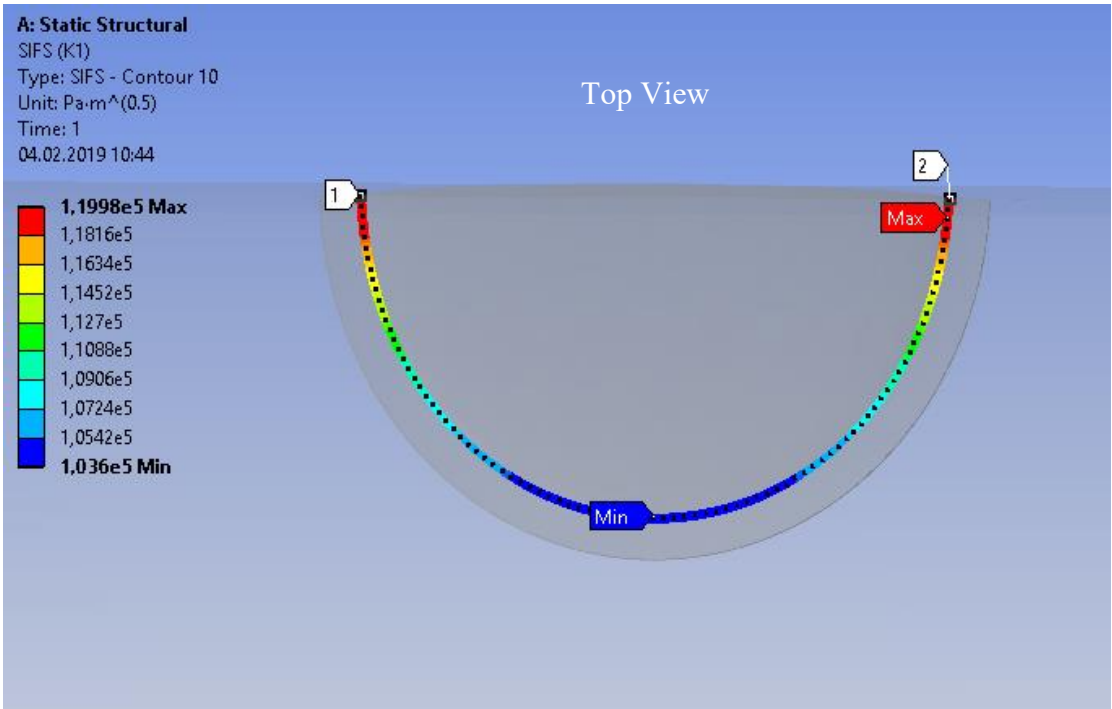 A: Static Structural
SIFS (K1)
Type: SIFS - Contour 10
Unit: Pa·m^(0.5)
Time: 1
04.02.2019 10:44
Top View
1,1998e5 Max
1,1816e5
1,1634e5
1,1452e5
1,127e5
1,1088e5
1,0906e5
1,0724e5
1,0542e5
1,036e5 Min
1
2
Max
Min